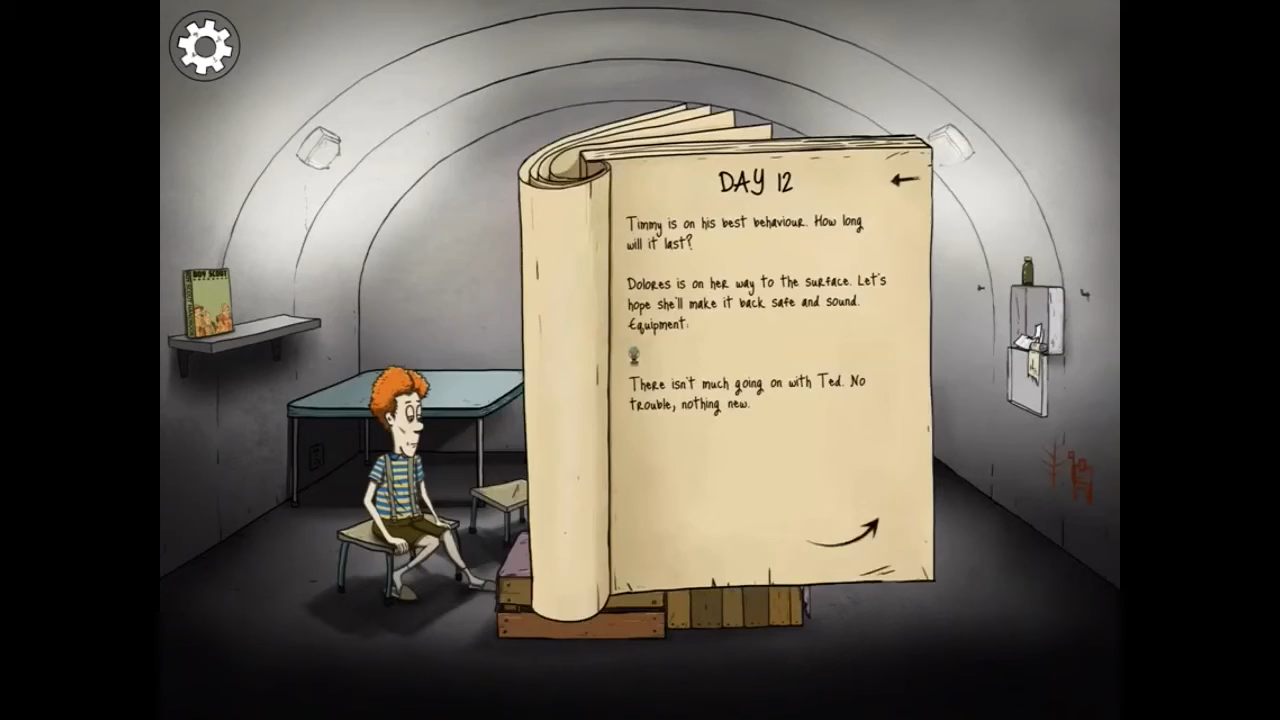 BOY SCOUT
DAY 12
Timmy is on his best behaviour. How long
will it last?
Dolores is on her way to the surface. Let's
hope she'll make it back safe and sound.
Equipment:
There isn't much going on with Ted. No
trouble, nothing new.